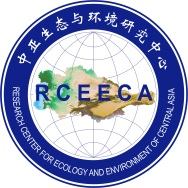 中亚生态与环境研究中心
RCEECA
RESEARCH CENTER FOR ECOLOGY AND ENVIRONMENT OF CENTRAL ASIA